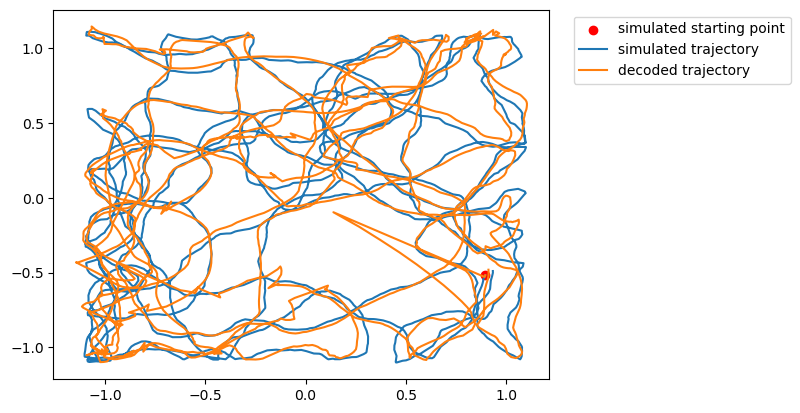 simulated starting point
simulated trajectory
decoded trajectory
1.0
0.5
0.0
−0.5
−1.0
−1.0 −0.5 0.0 0.5 1.0